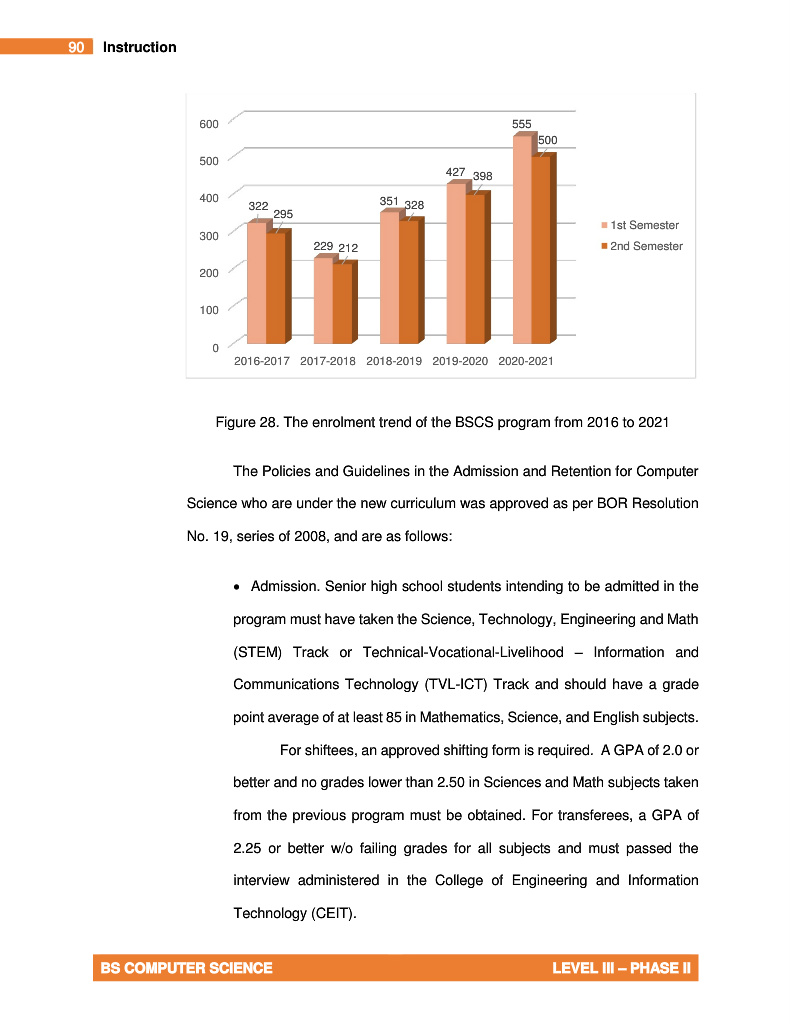 90 Instruction
600
500
400
300
200
100
0
322
295
229
212
351
328
427
398
555
500
1st Semester
2nd Semester
2016-2017 2017-2018 2018-2019 2019-2020 2020-2021
Figure 28. The enrolment trend of the BSCS program from 2016 to 2021
The Policies and Guidelines in the Admission and Retention for Computer
Science who are under the new curriculum was approved as per BOR Resolution
No. 19, series of 2008, and are as follows:
• Admission. Senior high school students intending to be admitted in the
program must have taken the Science, Technology, Engineering and Math
(STEM) Track or Technical-Vocational-Livelihood – Information and
Communications Technology (TVL-ICT) Track and should have a grade
point average of at least 85 in Mathematics, Science, and English subjects.
For shiftees, an approved shifting form is required. A GPA of 2.0 or
better and no grades lower than 2.50 in Sciences and Math subjects taken
from the previous program must be obtained. For transferees, a GPA of
2.25 or better w/o failing grades for all subjects and must passed the
interview administered in the College of Engineering and Information
Technology (CEIT).
BS COMPUTER SCIENCE LEVEL III – PHASE II